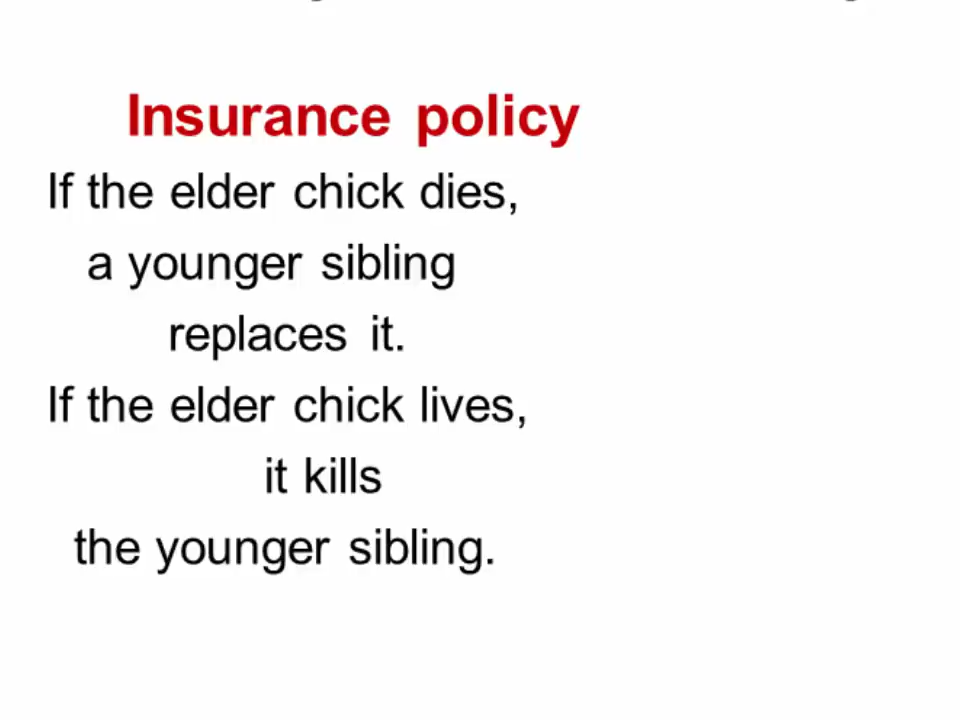 Insurance policy
If the elder chick dies,
a younger sibling
replaces it.
If the elder chick lives,
it kills
the younger sibling.